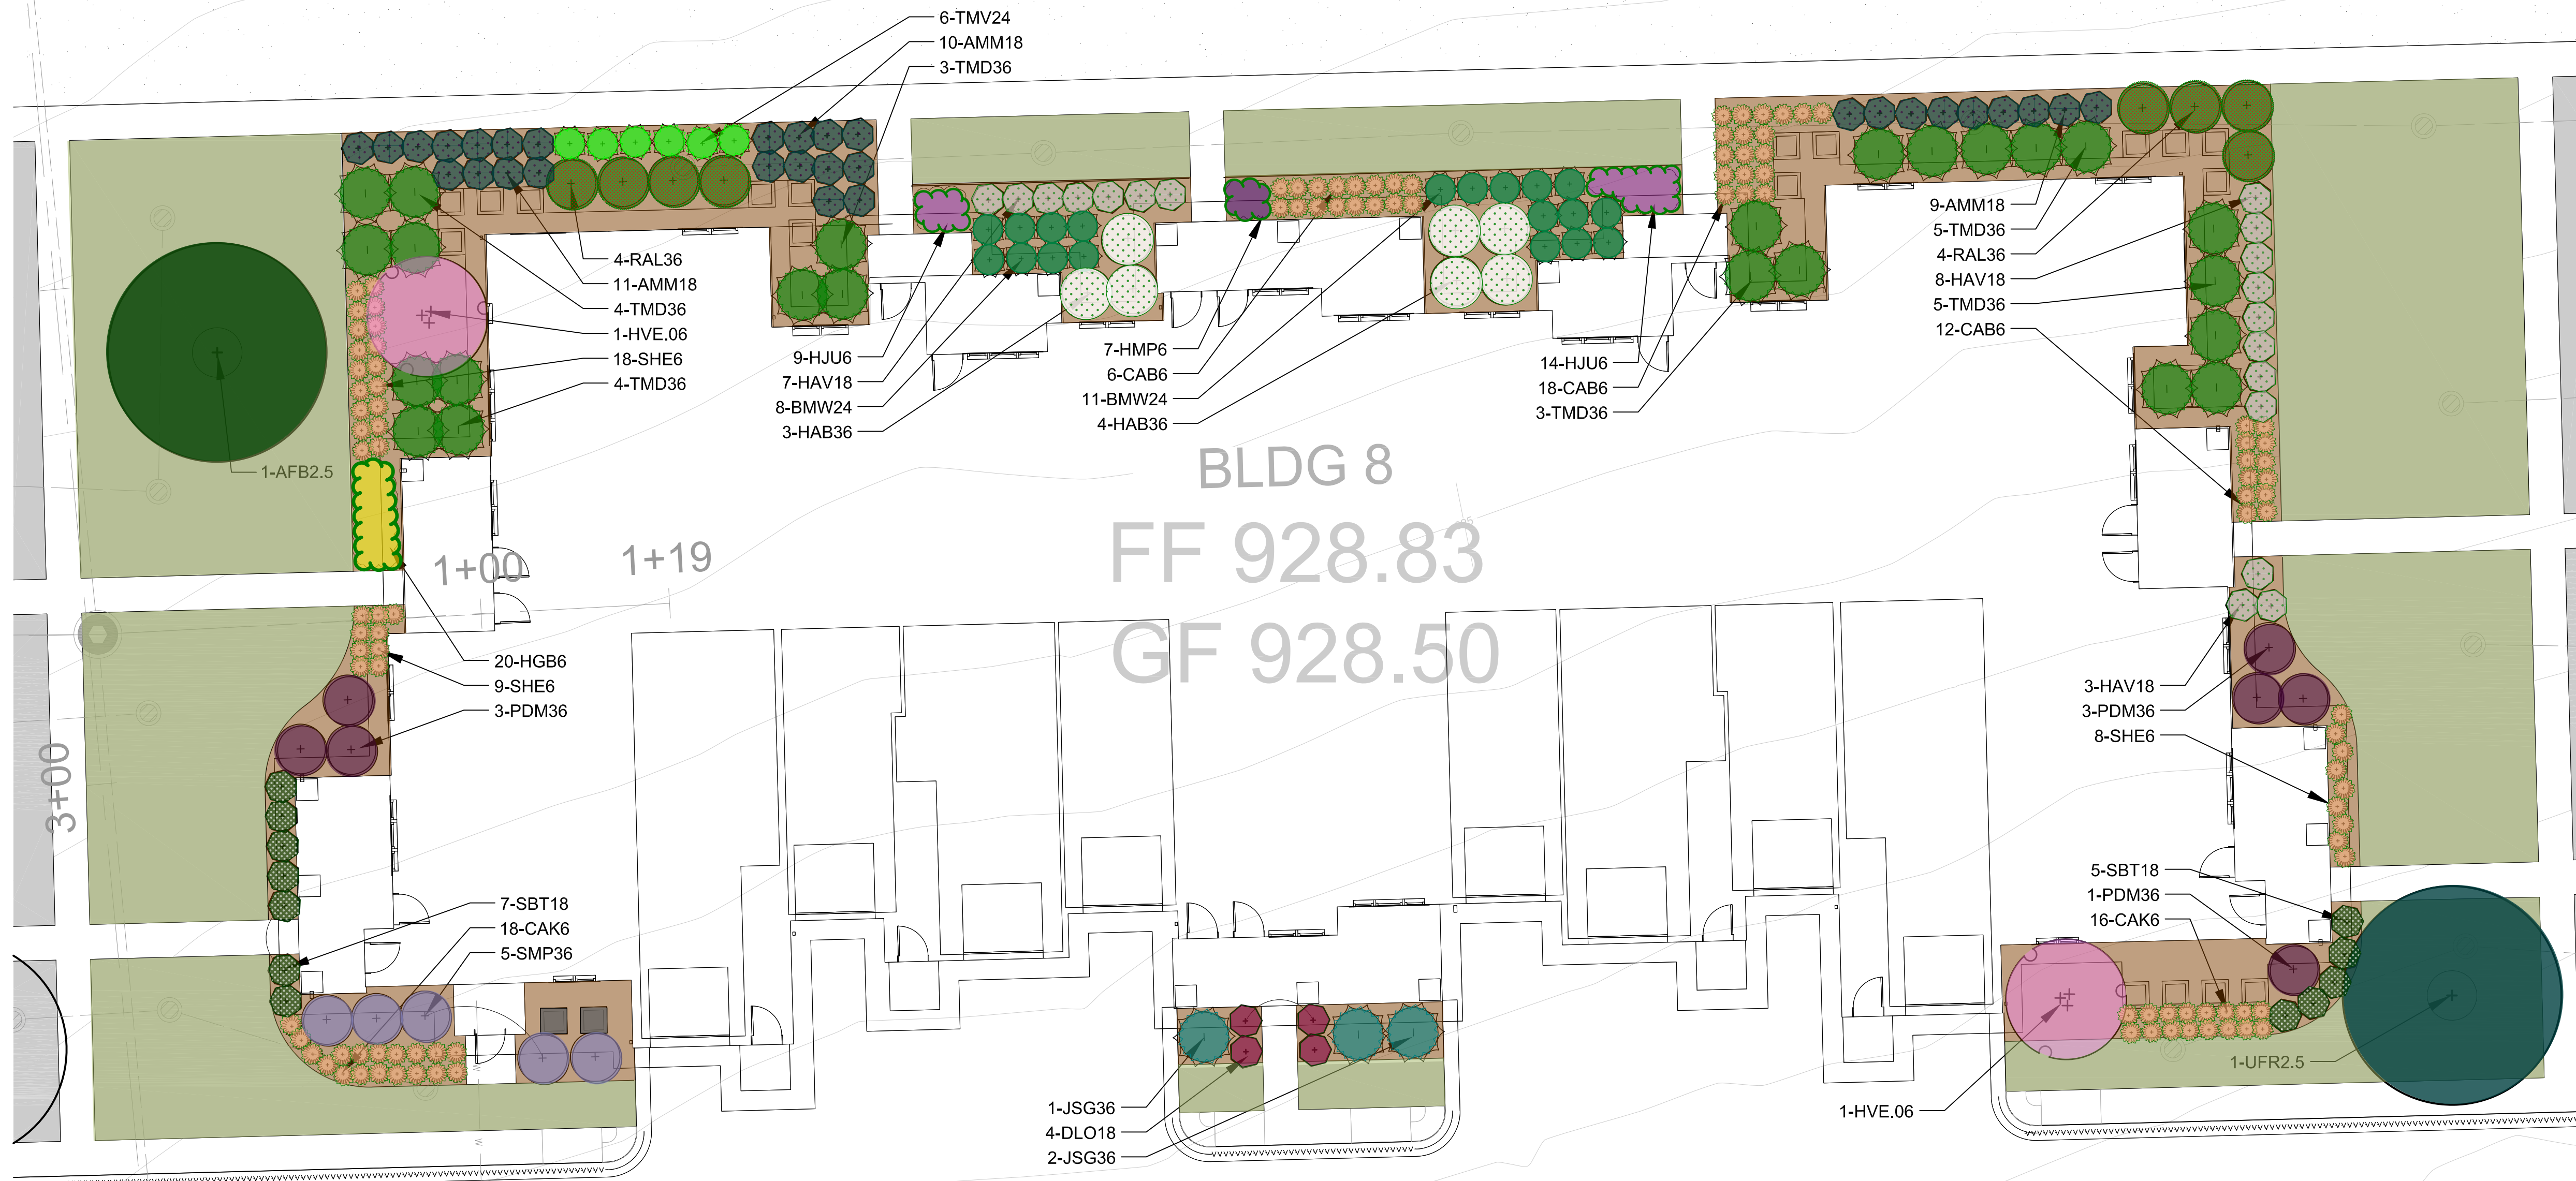 6-TMV24
10-AMM18
3-TMD36
4-RAL36
11-AMM18
4-TMD36
1-HVE.06
18-SHE6
4-TMD36
1-AFB2.5
9-HJU6
7-HAV18
8-BMW24
3-HAB36
7-HMP6
6-CAB6
11-BMW24
4-HAB36
14-HJU6
18-CAB6
3-TMD36
9-AMM18
5-TMD36
4-RAL36
8-HAV18
5-TMD36
12-CAB6
BLDG 8
FF 928.83
GF 928.50
1+00
1+19
3+00
20-HGB6
9-SHE6
3-PDM36
3-HAV18
3-PDM36
8-SHE6
7-SBT18
18-CAK6
5-SMP36
5-SBT18
1-PDM36
16-CAK6
1-UFR2.5
1-HVE.06
1-JSG36
4-DLO18
2-JSG36